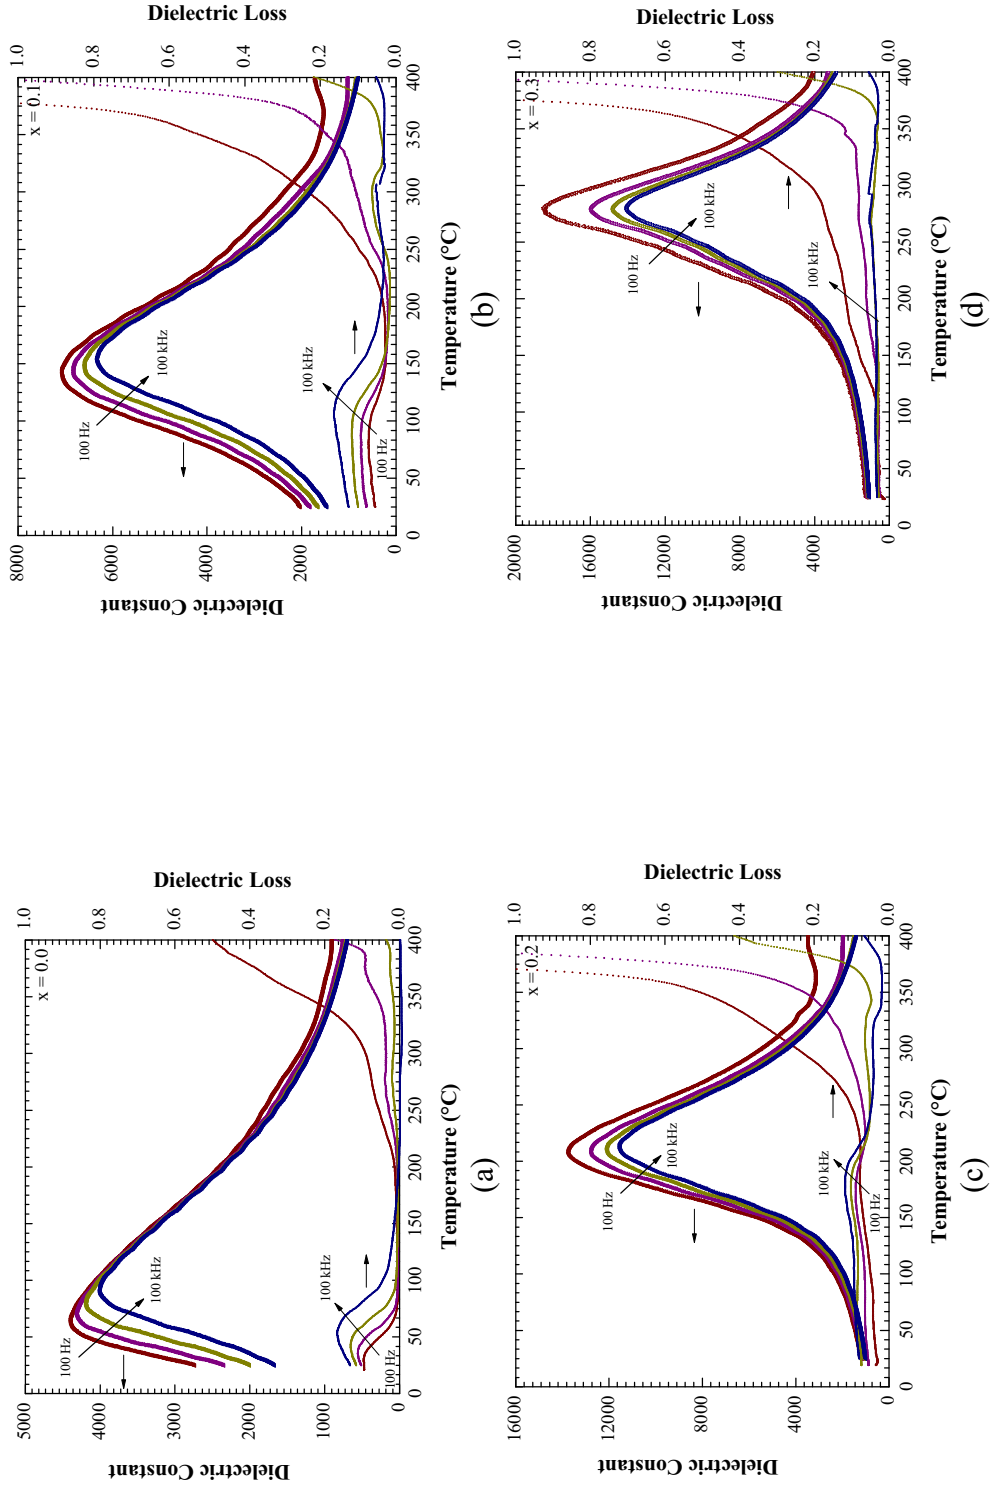 Dielectric Constant
5000
4000
3000
2000
1000
0
x = 0.0
100 Hz
100 kHz
100 kHz
100 Hz
1.0
0.8
0.6
0.4
0.2
0.0
Dielectric Loss
0
50
100
150
200
250
300
350
400
Temperature (°C)
(a)
Dielectric Constant
8000
6000
4000
2000
0
x = 0.1
100 Hz
100 kHz
100 kHz
100 Hz
1.0
0.8
0.6
0.4
0.2
0.0
Dielectric Loss
0
50
100
150
200
250
300
350
400
Temperature (°C)
(b)
Dielectric Constant
16000
12000
8000
4000
0
x = 0.2
100 Hz
100 kHz
100 kHz
100 Hz
1.0
0.8
0.6
0.4
0.2
0.0
Dielectric Loss
0
50
100
150
200
250
300
350
400
Temperature (°C)
(c)
Dielectric Constant
20000
16000
12000
8000
4000
0
x = 0.3
100 Hz
100 kHz
100 kHz
1.0
0.8
0.6
0.4
0.2
0.0
Dielectric Loss
0
50
100
150
200
250
300
350
400
Temperature (°C)
(d)